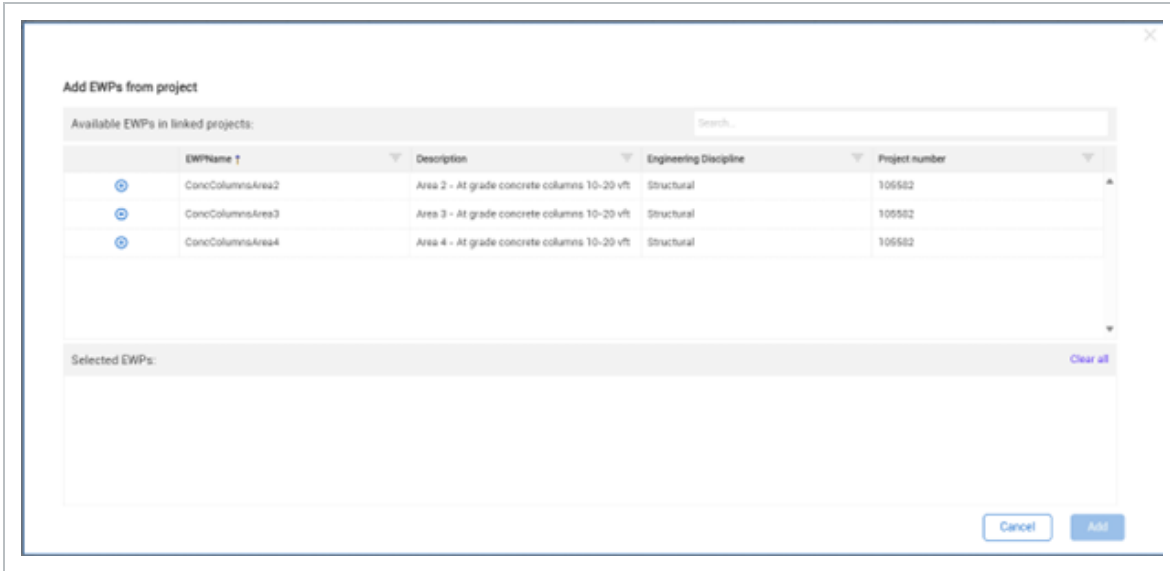 Add EWPs from project
Available EWPs in linked projects: Search...
EWPName ↑ Description Engineering Discipline Project number
ConcColumnsArea2 Area 2 - At grade concrete columns 10-20 vft Structural 105582
ConcColumnsArea3 Area 3 - At grade concrete columns 10-20 vft Structural 105582
ConcColumnsArea4 Area 4 - At grade concrete columns 10-20 vft Structural 105582
Selected EWPs: Clear all
Cancel Add